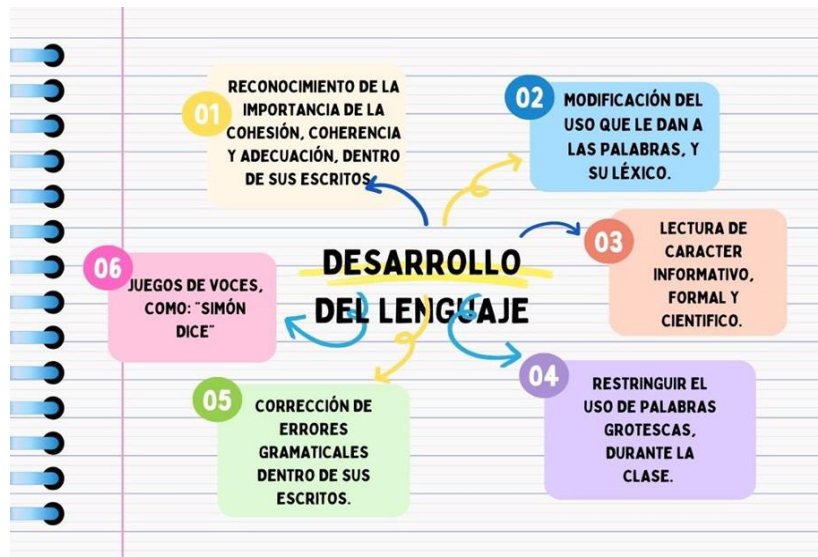 01
RECONOCIMIENTO DE LA
IMPORTANCIA DE LA
COHESIÓN, COHERENCIA
Y ADECUACIÓN, DENTRO
DE SUS ESCRITOS.
02
MODIFICACIÓN DEL
USO QUE LE DAN A
LAS PALABRAS, Y
SU LÉXICO.
DESARROLLO
DEL LENGUAJE
03
LECTURA DE
CARACTER
INFORMATIVO,
FORMAL Y
CIENTIFICO.
04
RESTRINGUIR EL
USO DE PALABRAS
GROTESCAS,
DURANTE LA
CLASE.
05
CORRECCIÓN DE
ERRORES
GRAMATICALES
DENTRO DE SUS
ESCRITOS.
06
JUEGOS DE VOCES,
COMO: "SIMÓN
DICE"